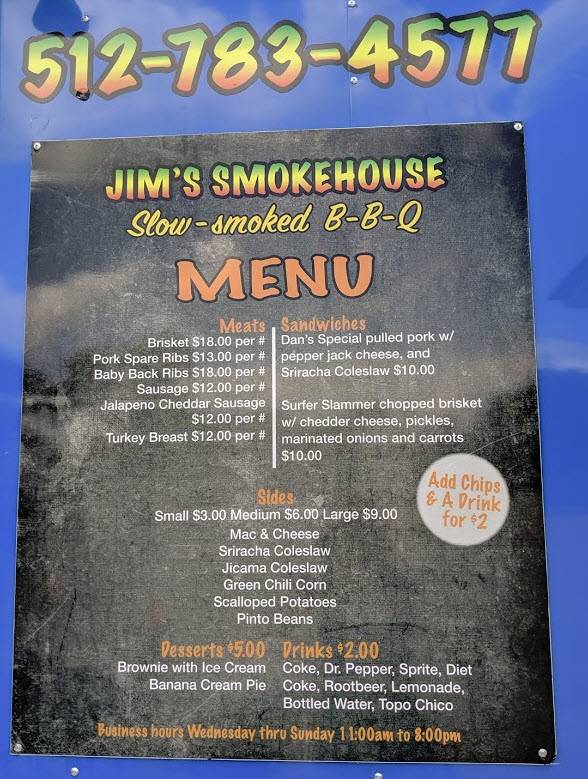 512-783-4577
JIM'S SMOKEHOUSE
Slow-smoked B-B-Q
MENU
Meats
Brisket $18.00 per #
Pork Spare Ribs $13.00 per #
Baby Back Ribs $18.00 per #
Sausage $12.00 per #
Jalapeno Cheddar Sausage
$12.00 per #
Turkey Breast $12.00 per #
Sandwiches
Dan's Special pulled pork w/
pepper jack cheese, and
Sriracha Coleslaw $10.00
Surfer Slammer chopped brisket
w/ chedder cheese, pickles,
marinated onions and carrots
$10.00
Add Chips
& A Drink
for $2
Sides
Small $3.00 Medium $6.00 Large $9.00
Mac & Cheese
Sriracha Coleslaw
Jicama Coleslaw
Green Chili Corn
Scalloped Potatoes
Pinto Beans
Desserts $5.00
Brownie with Ice Cream
Banana Cream Pie
Drinks $2.00
Coke, Dr. Pepper, Sprite, Diet
Coke, Rootbeer, Lemonade,
Bottled Water, Topo Chico
Business hours Wednesday thru Sunday 11:00am to 8:00pm